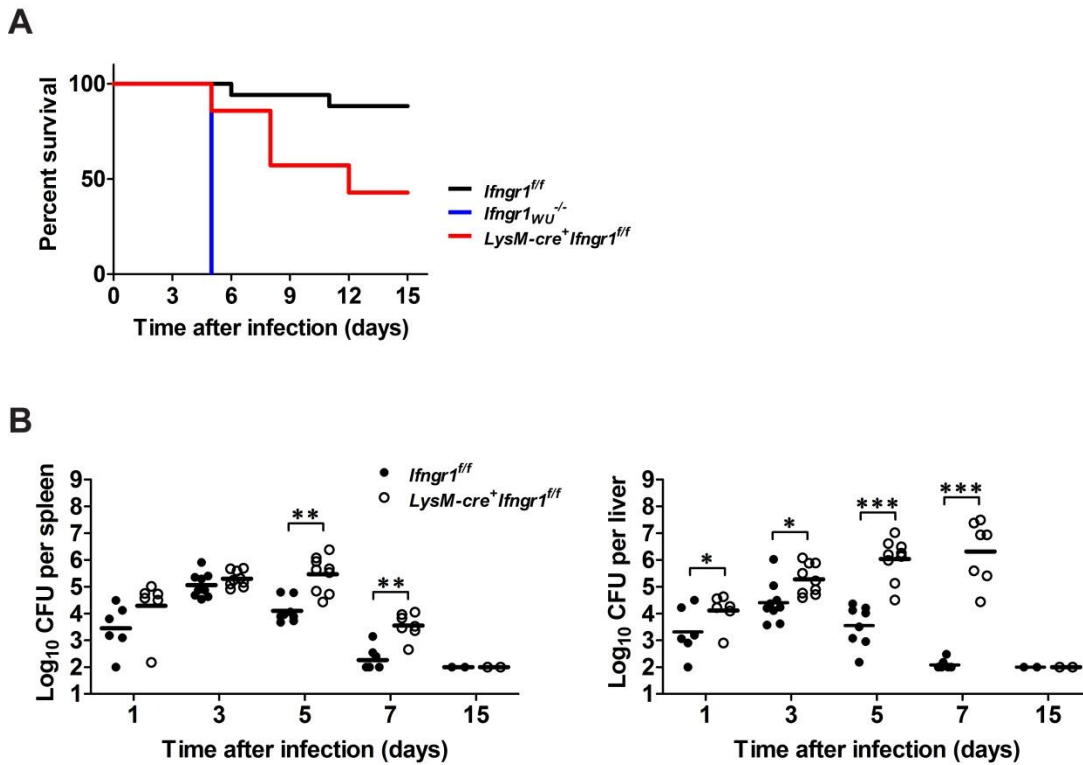 A
Percent survival
100
50
0
0 3 6 9 12 15
Time after infection (days)
Ifngr1f/f
Ifngr1WU-/-
LysM-cre+Ifngr1f/f
B
Log10 CFU per spleen
9
8
7
6
5
4
3
2
1
Ifngr1f/f
LysM-cre+Ifngr1f/f
**
**
1 3 5 7 15
Time after infection (days)
Log10 CFU per liver
9
8
7
6
5
4
3
2
1
*
*
***
***
1 3 5 7 15
Time after infection (days)